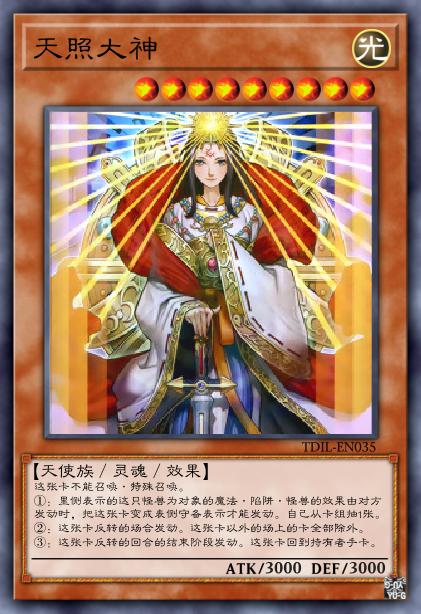 天照大神
光
TDIL-EN035
【天使族／灵魂／效果】
这张卡不能召唤·特殊召唤。
①：里侧表示的这只怪兽为对象的魔法·陷阱·怪兽的效果由对方
发动时，把这张卡变成表侧守备表示才能发动。自己从卡组抽1张。
②：这张卡反转的场合发动。这张卡以外的场上的卡全部除外。
③：这张卡反转的回合的结束阶段发动。这张卡回到持有者手卡。
ATK/3000 DEF/3000